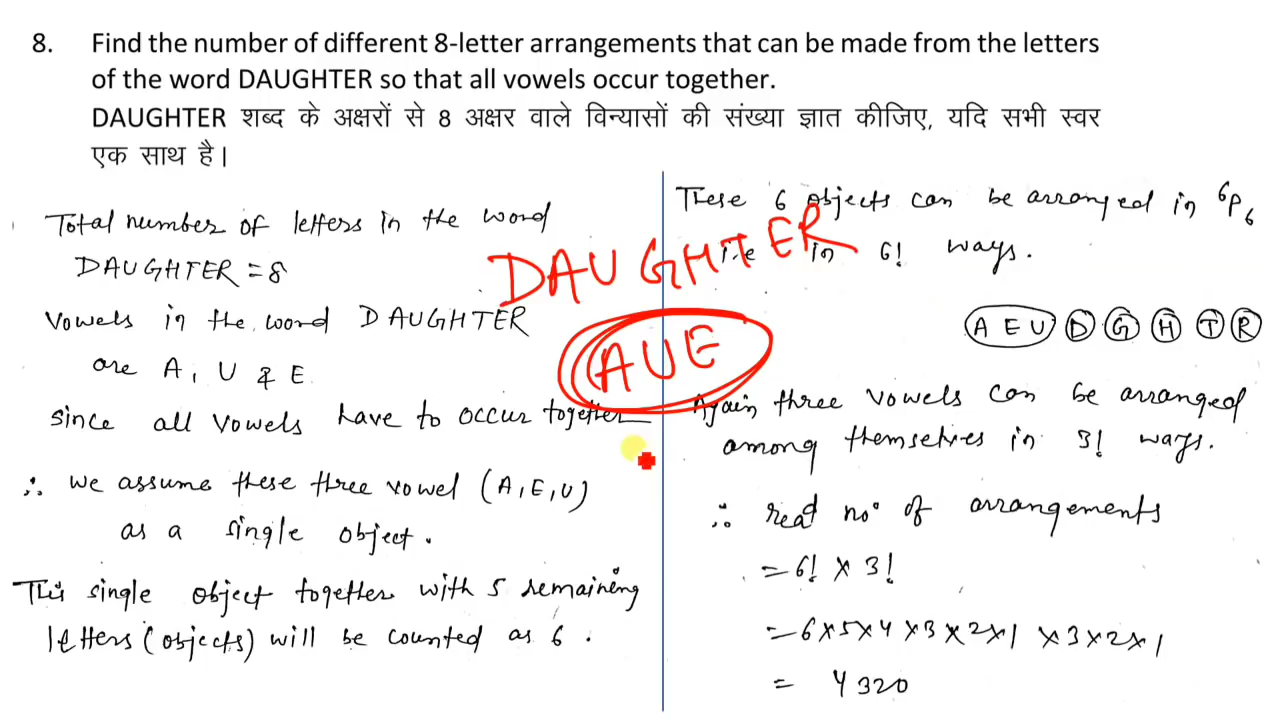 8. Find the number of different 8-letter arrangements that can be made from the letters
of the word DAUGHTER so that all vowels occur together.
DAUGHTER शब्द के अक्षरों से 8 अक्षर वाले विन्यासों की संख्या ज्ञात कीजिए, यदि सभी स्वर
एक साथ है।
Total number of letters in the word
DAUGHTER = 8
Vowels in the word DAUGHTER
are A, U & E
since all vowels have to occur together
∴ we assume these three vowel (A, E, U)
as a single object.
This single object together with 5 remaining
letters (objects) will be counted as 6.
DAUGHTER
AUE
These 6 objects can be arranged in ⁶P₆
i.e in 6! ways.
A E U D G H T R
Again three vowels can be arranged
among themselves in 3! ways.
∴ no. of arrangements
= 6! × 3!
= 6×5×4×3×2×1 ×3×2×1
= 4320